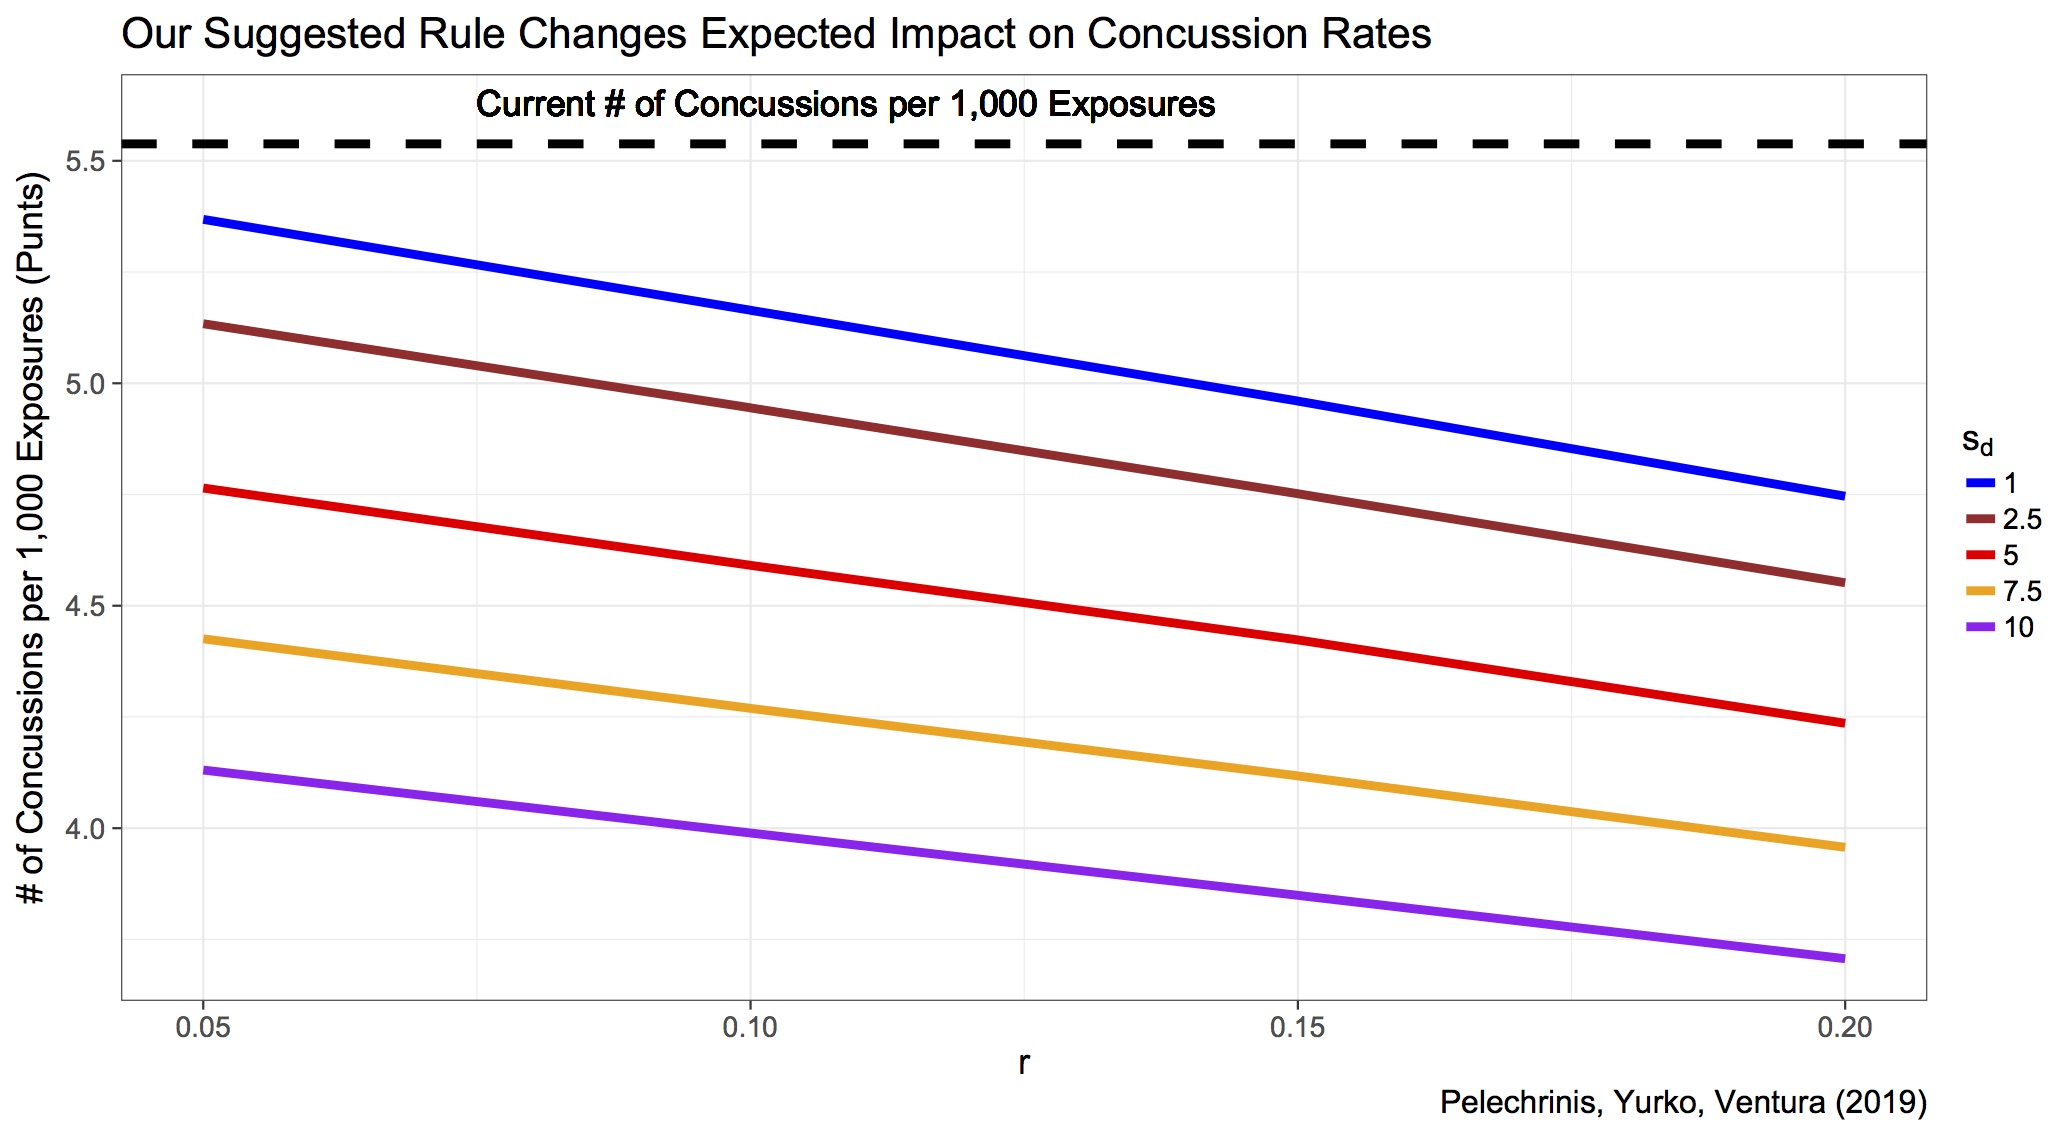 Our Suggested Rule Changes Expected Impact on Concussion Rates
Current # of Concussions per 1,000 Exposures
# of Concussions per 1,000 Exposures (Punts)
5.5
5.0
4.5
4.0
0.05 0.10 0.15 0.20
r
sd
1
2.5
5
7.5
10
Pelechrinis, Yurko, Ventura (2019)